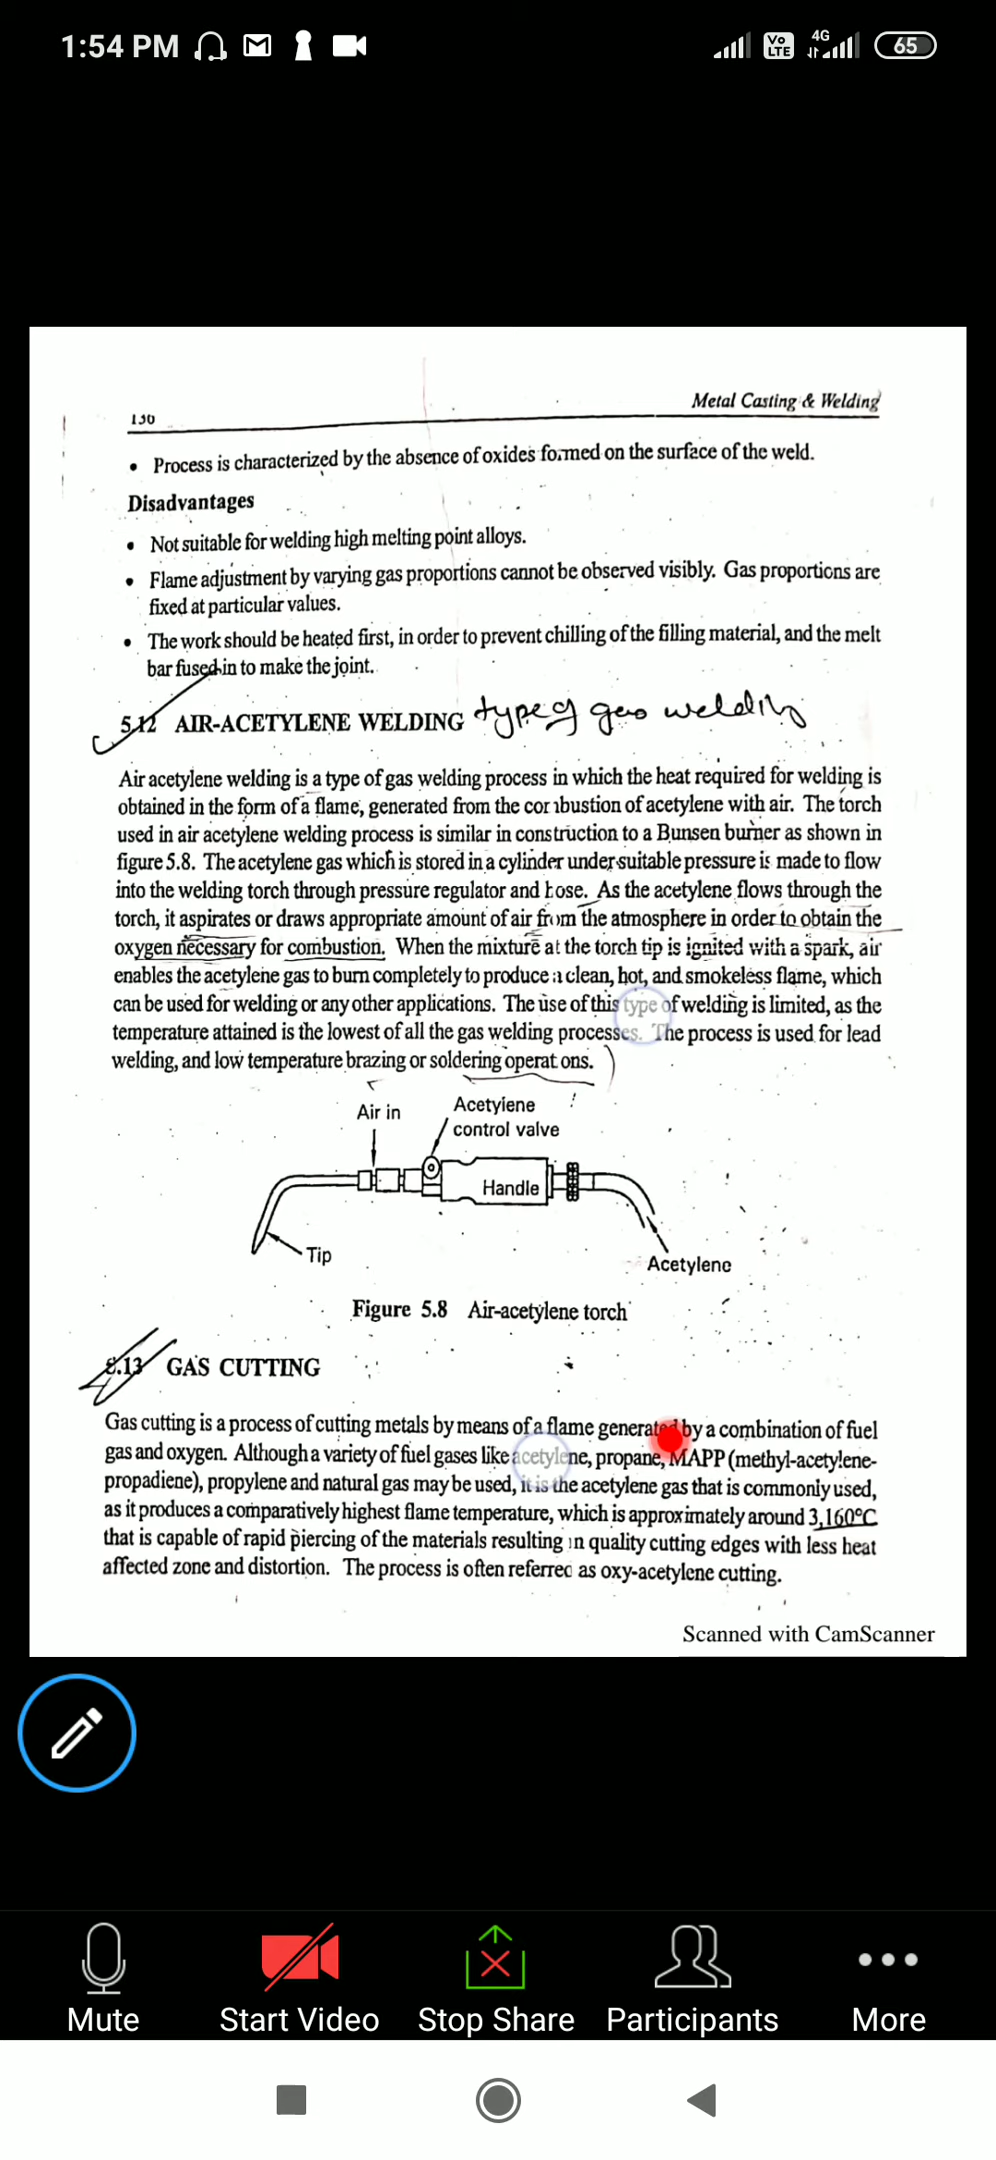 1:54 PM
Vo LTE
4G
65
130
Metal Casting & Welding
• Process is characterized by the absence of oxides formed on the surface of the weld.
Disadvantages
• Not suitable for welding high melting point alloys.
• Flame adjustment by varying gas proportions cannot be observed visibly. Gas proportions are
fixed at particular values.
• The work should be heated first, in order to prevent chilling of the filling material, and the melt
bar fused in to make the joint.
5.12 AIR-ACETYLENE WELDING type of gas welding
Air acetylene welding is a type of gas welding process in which the heat required for welding is
obtained in the form of a flame, generated from the combustion of acetylene with air. The torch
used in air acetylene welding process is similar in construction to a Bunsen burner as shown in
figure 5.8. The acetylene gas which is stored in a cylinder under suitable pressure is made to flow
into the welding torch through pressure regulator and hose. As the acetylene flows through the
torch, it aspirates or draws appropriate amount of air from the atmosphere in order to obtain the
oxygen necessary for combustion. When the mixture at the torch tip is ignited with a spark, air
enables the acetylene gas to burn completely to produce a clean, hot, and smokeless flame, which
can be used for welding or any other applications. The use of this type of welding is limited, as the
temperature attained is the lowest of all the gas welding processes. The process is used for lead
welding, and low temperature brazing or soldering operations.
Air in
Acetylene
control valve
Handle
Tip
Acetylene
Figure 5.8 Air-acetylene torch
5.13 GAS CUTTING
Gas cutting is a process of cutting metals by means of a flame generated by a combination of fuel
gas and oxygen. Although a variety of fuel gases like acetylene, propane, MAPP (methyl-acetylene-
propadiene), propylene and natural gas may be used, it is the acetylene gas that is commonly used,
as it produces a comparatively highest flame temperature, which is approximately around 3,160°C
that is capable of rapid piercing of the materials resulting in quality cutting edges with less heat
affected zone and distortion. The process is often referred as oxy-acetylene cutting.
Scanned with CamScanner
Mute
Start Video
Stop Share
Participants
More